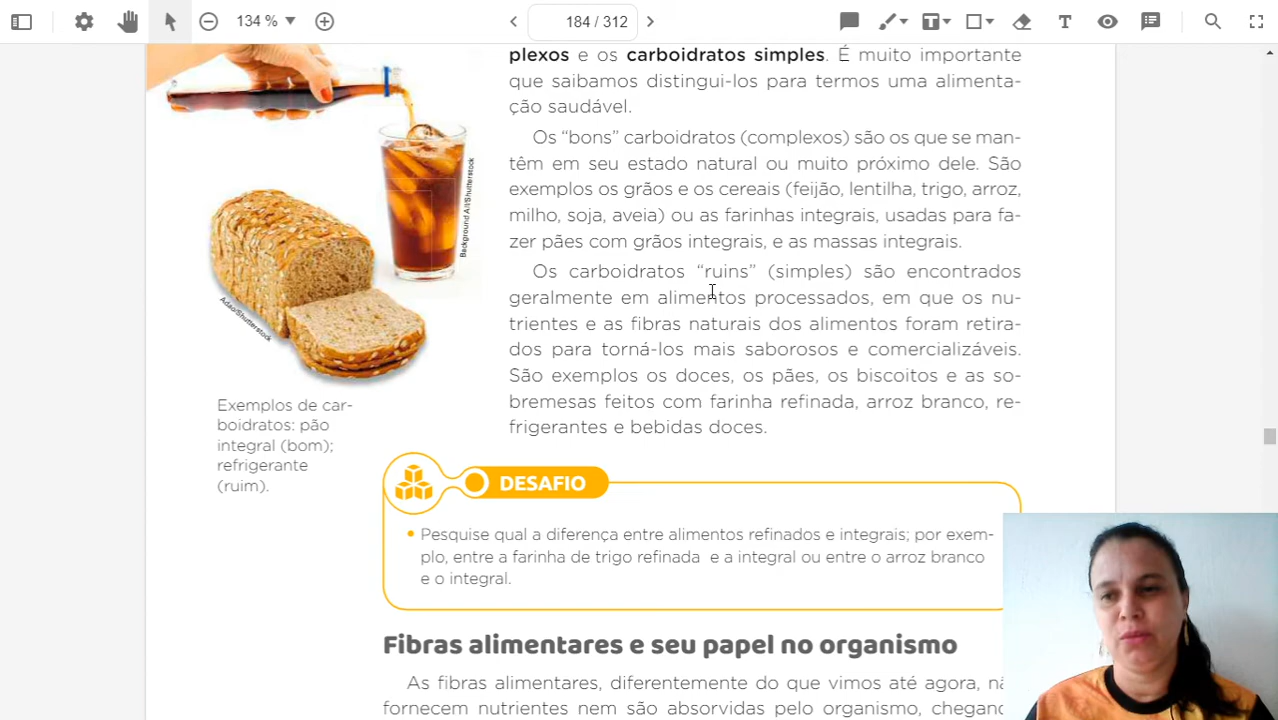 134 %
184 / 312
plexos e os carboidratos simples. É muito importante
que saibamos distingui-los para termos uma alimenta-
ção saudável.
Os “bons” carboidratos (complexos) são os que se man-
têm em seu estado natural ou muito próximo dele. São
exemplos os grãos e os cereais (feijão, lentilha, trigo, arroz,
milho, soja, aveia) ou as farinhas integrais, usadas para fa-
zer pães com grãos integrais, e as massas integrais.
Os carboidratos “ruins” (simples) são encontrados
geralmente em alimentos processados, em que os nu-
trientes e as fibras naturais dos alimentos foram retira-
dos para torná-los mais saborosos e comercializáveis.
São exemplos os doces, os pães, os biscoitos e as so-
bremesas feitos com farinha refinada, arroz branco, re-
frigerantes e bebidas doces.
Background All/Shutterstock
Exemplos de car-
boidratos: pão
integral (bom);
refrigerante
(ruim).
DESAFIO
• Pesquise qual a diferença entre alimentos refinados e integrais; por exem-
plo, entre a farinha de trigo refinada e a integral ou entre o arroz branco
e o integral.
Fibras alimentares e seu papel no organismo
As fibras alimentares, diferentemente do que vimos até agora,
fornecem nutrientes nem são absorvidas pelo organismo,